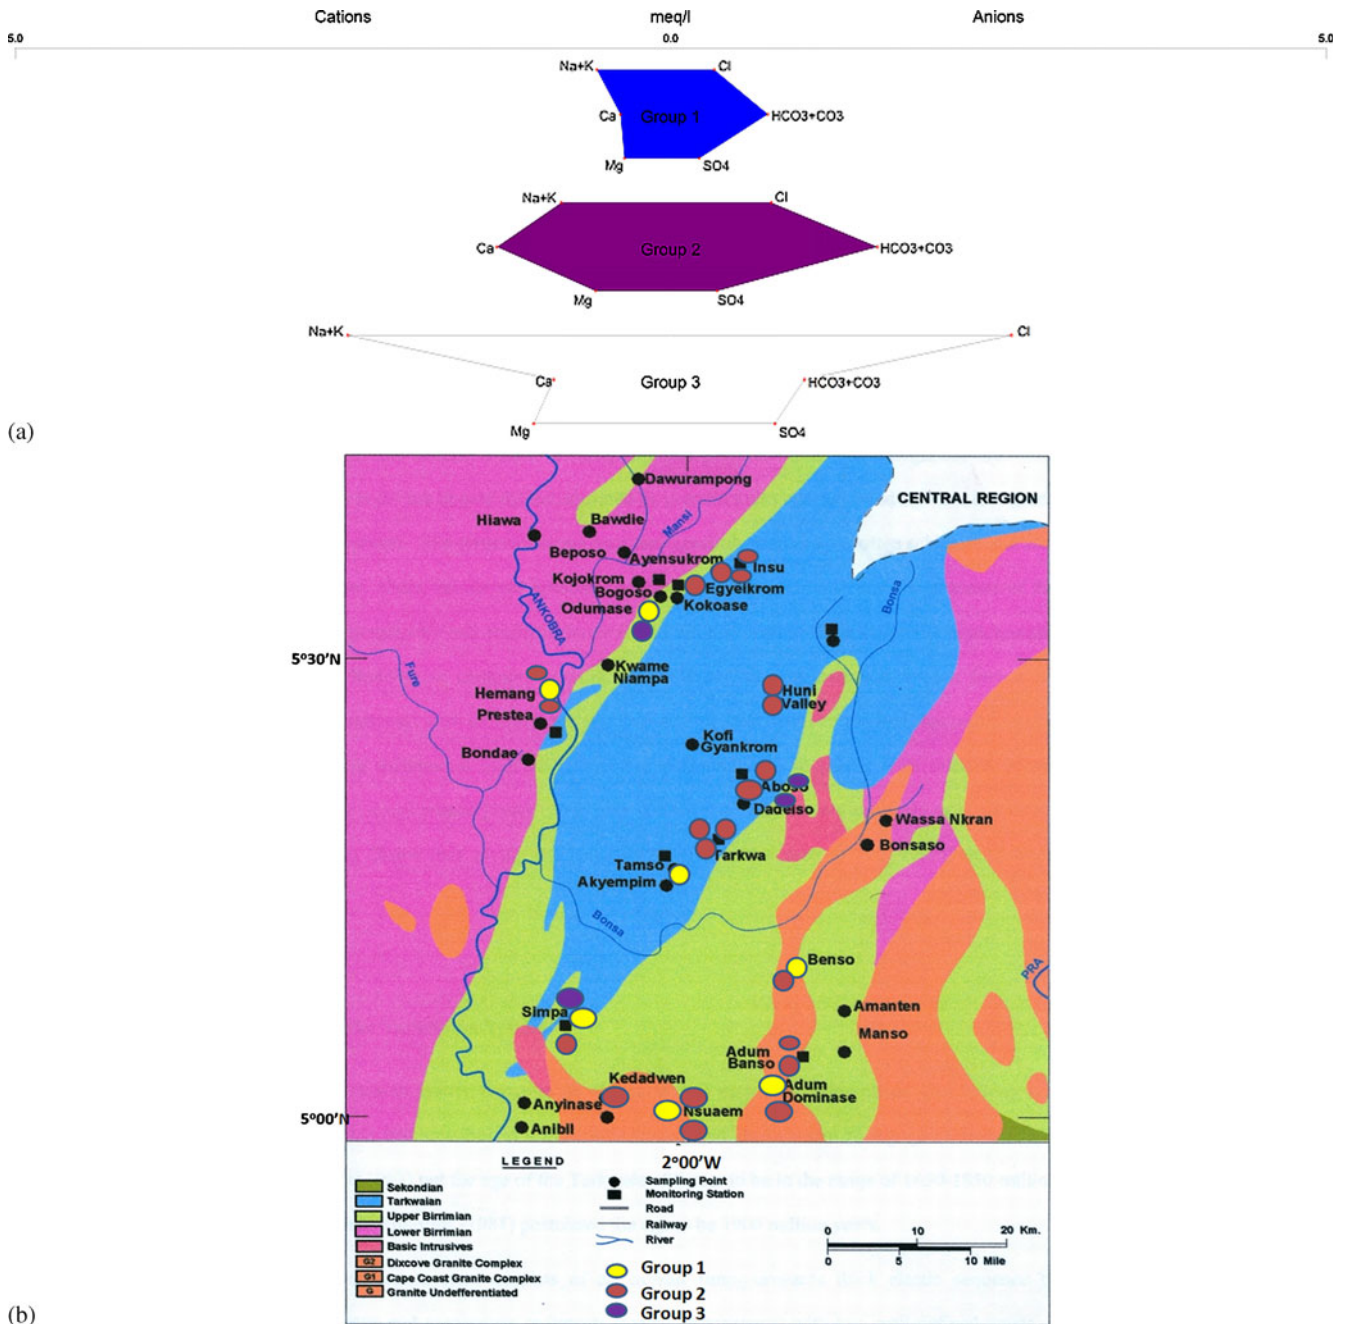 Cations meq/l Anions
5.0 0.0 5.0
Na+K Cl
Ca Group 1 HCO3+CO3
Mg SO4
Na+K Cl
Ca Group 2 HCO3+CO3
Mg SO4
Na+K Cl
Ca Group 3 HCO3+CO3
Mg SO4
(a)
Dawurampong
CENTRAL REGION
Hiawa Bawdie Mansi
Beposo Ayensukrom
Insu
Kojokrom Egyeikrom
Bogoso
Odumase Kokoase
ANKOBRA
Bonsa
5°30'N
Kwame
Niampa
Fure
Hemang Huni
Valley
Prestea
Kofi
Gyankrom
Bondae
Aboso
Dadeiso
Wassa Nkran
Bonsaso
Tarkwa
Tamso
Akyempim
Bonsa
Benso
PRA
Simpa Amanten
Manso
Adum
Banso
Kedadwen Adum
Dominase
Anyinase Nsuaem
5°00'N
Anibil
LEGEND 2°00'W
Sekondian
Tarkwaian
Upper Birrimian
Lower Birrimian
Basic Intrusives
G2 Dixcove Granite Complex
G1 Cape Coast Granite Complex
G Granite Undefferentiated
Sampling Point
Monitoring Station
Road
Railway
River
Group 1
Group 2
Group 3
0 10 20 Km.
0 5 10 Mile
(b)